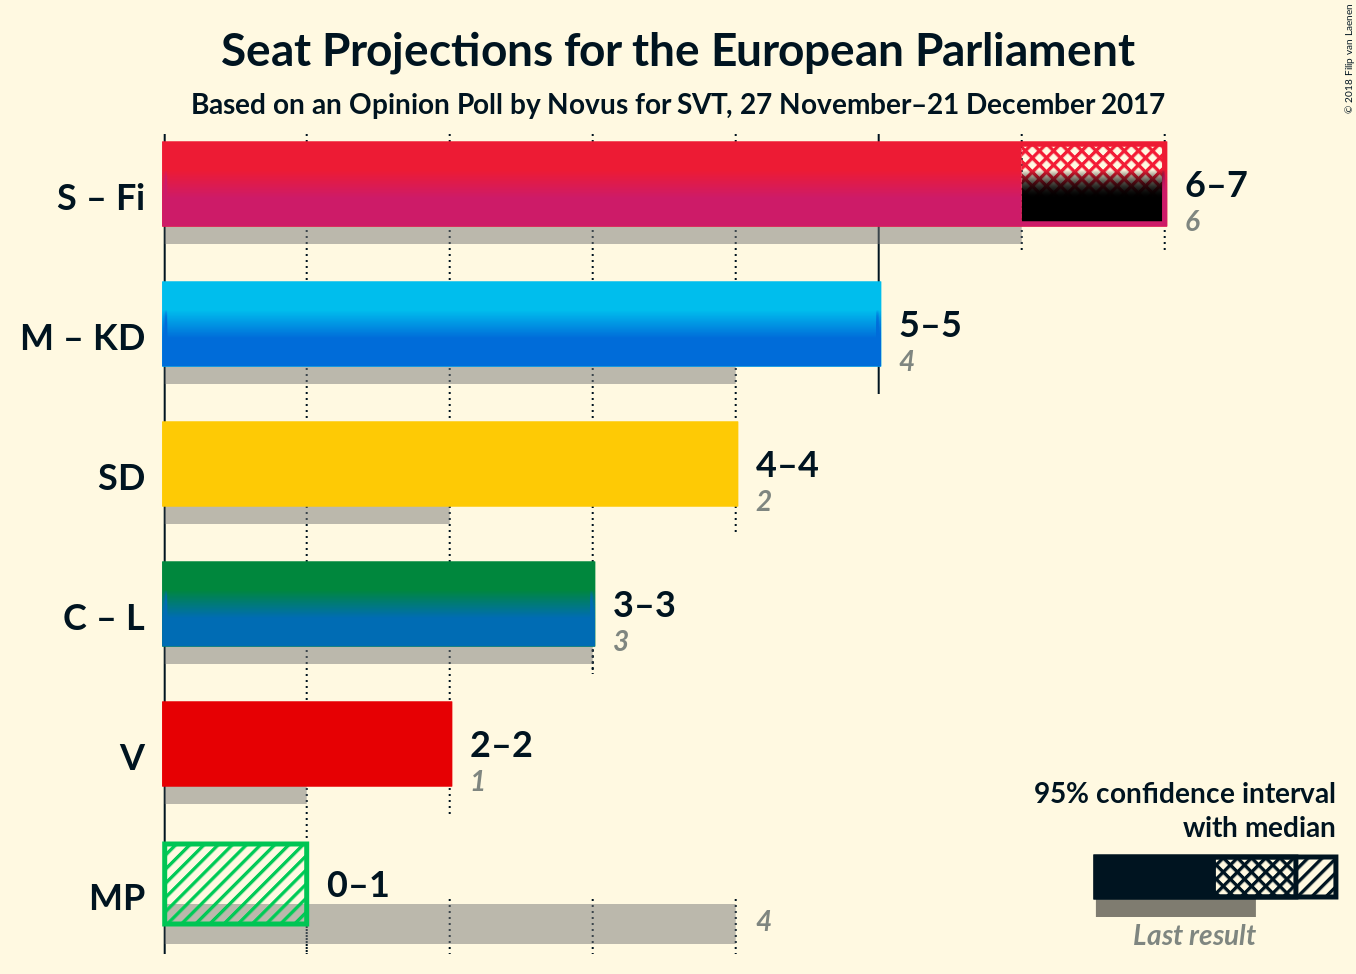 Seat Projections for the European Parliament
Based on an Opinion Poll by Novus for SVT, 27 November–21 December 2017
© 2018 Filip van Laenen
S – Fi
6–7
6
M – KD
5–5
4
SD
4–4
2
C – L
3–3
3
V
2–2
1
MP
0–1
4
95% confidence interval
with median
Last result